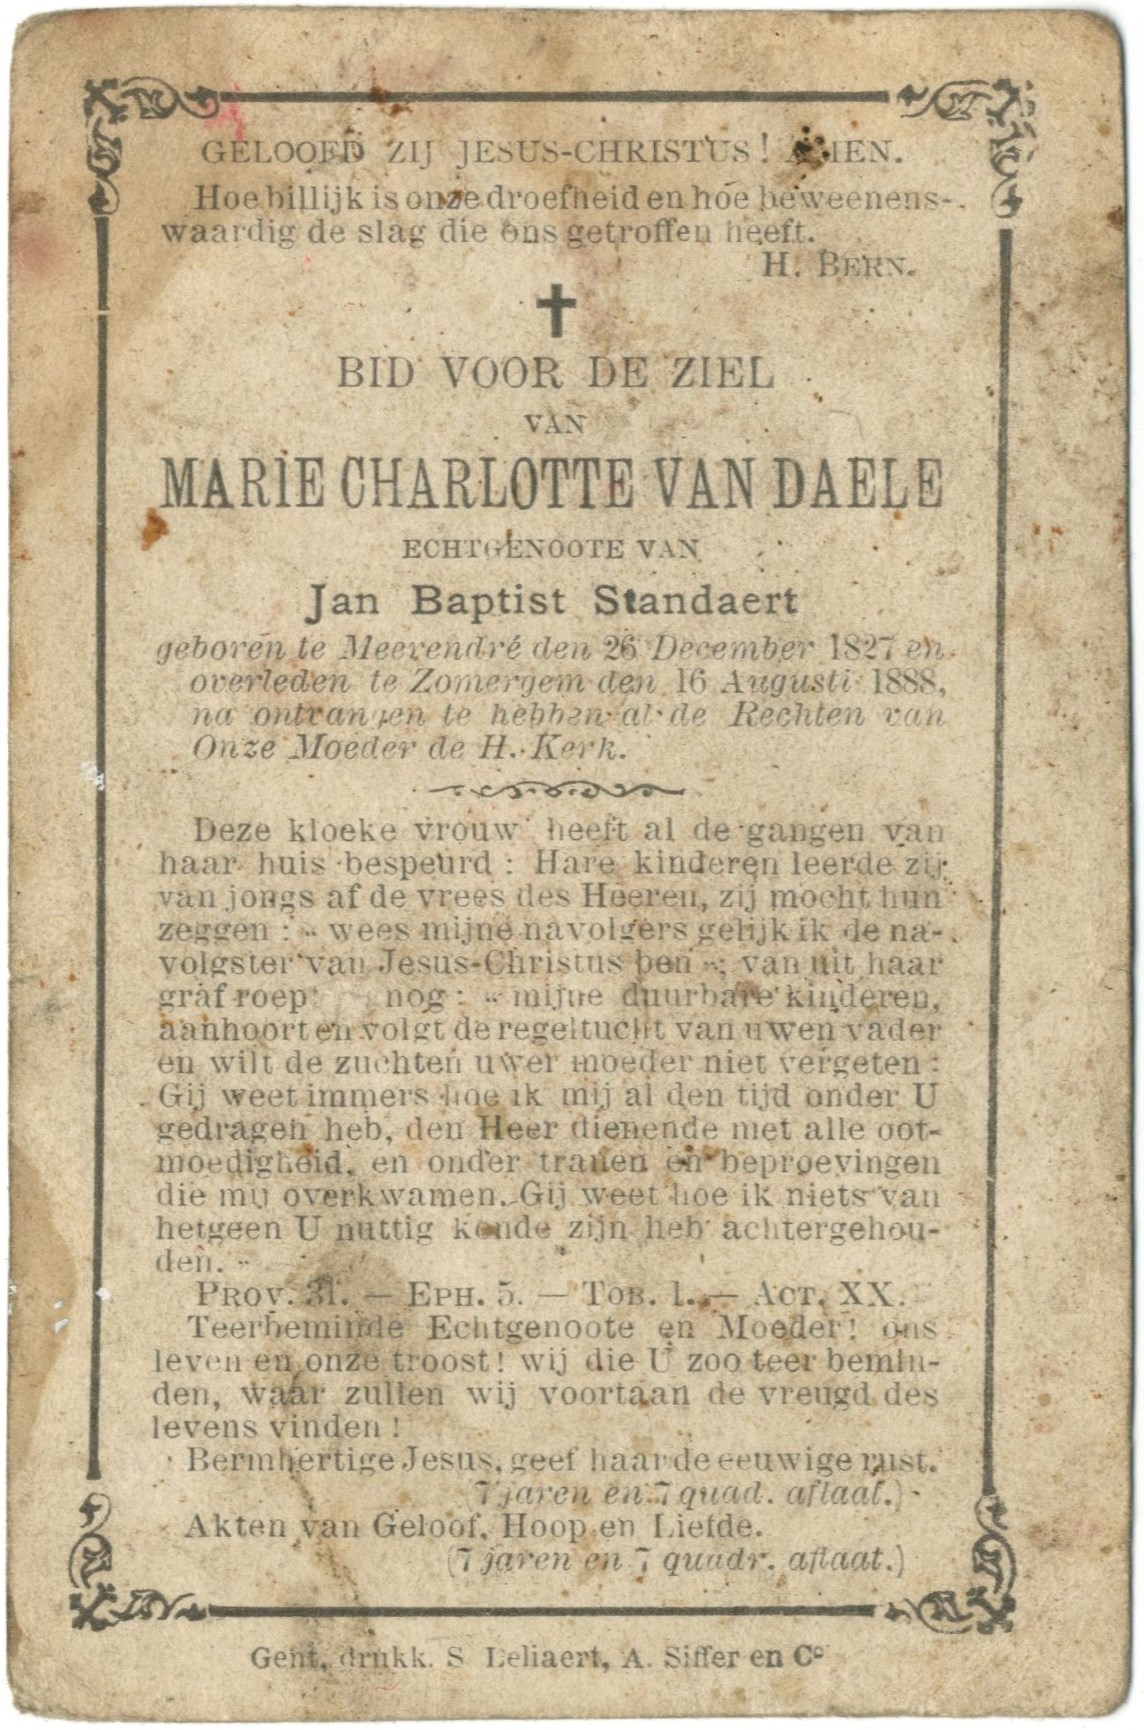 GELOOFD ZIJ JESUS-CHRISTUS! AMEN.
Hoe billijk is onze droefheid en hoe beweenens-
waardig de slag die ons getroffen heeft.
H. BERN.
BID VOOR DE ZIEL
VAN
MARIE CHARLOTTE VAN DAELE
ECHTGENOOTE VAN
Jan Baptist Standaert
geboren te Meerendré den 26 December 1827 en
overleden te Zomergem den 16 Augusti 1888,
na ontvangen te hebben al de Rechten van
Onze Moeder de H. Kerk.
Deze kloeke vrouw heeft al de gangen van
haar huis bespeurd : Hare kinderen leerde zij
van jongs af de vrees des Heeren, zij mocht hun
zeggen : « wees mijne navolgers gelijk ik de na-
volgster van Jesus-Christus ben »; van uit haar
graf roep nog : « mijne duurbare kinderen,
aanhoort en volgt de regeltucht van uwen vader
en wilt de zuchten uwer moeder niet vergeten :
Gij weet immers hoe ik mij al den tijd onder U
gedragen heb, den Heer dienende met alle oot-
moedigheid, en onder tranen en beproevingen
die mij overkwamen. Gij weet hoe ik niets van
hetgeen U nuttig konde zijn heb achtergehou-
den. »
PROV. 31. — EPH. 5. — TOB. 1. — ACT. XX.
Teerbeminde Echtgenoote en Moeder! ons
leven en onze troost! wij die U zoo teer bemin-
den, waar zullen wij voortaan de vreugd des
levens vinden!
Bermhertige Jesus, geef haar de eeuwige rust.
(7 jaren en 7 quad. aflaat.)
Akten van Geloof, Hoop en Liefde.
(7 jaren en 7 quadr. aflaat.)
Gent, drukk. S. Leliaert, A. Siffer en Cº